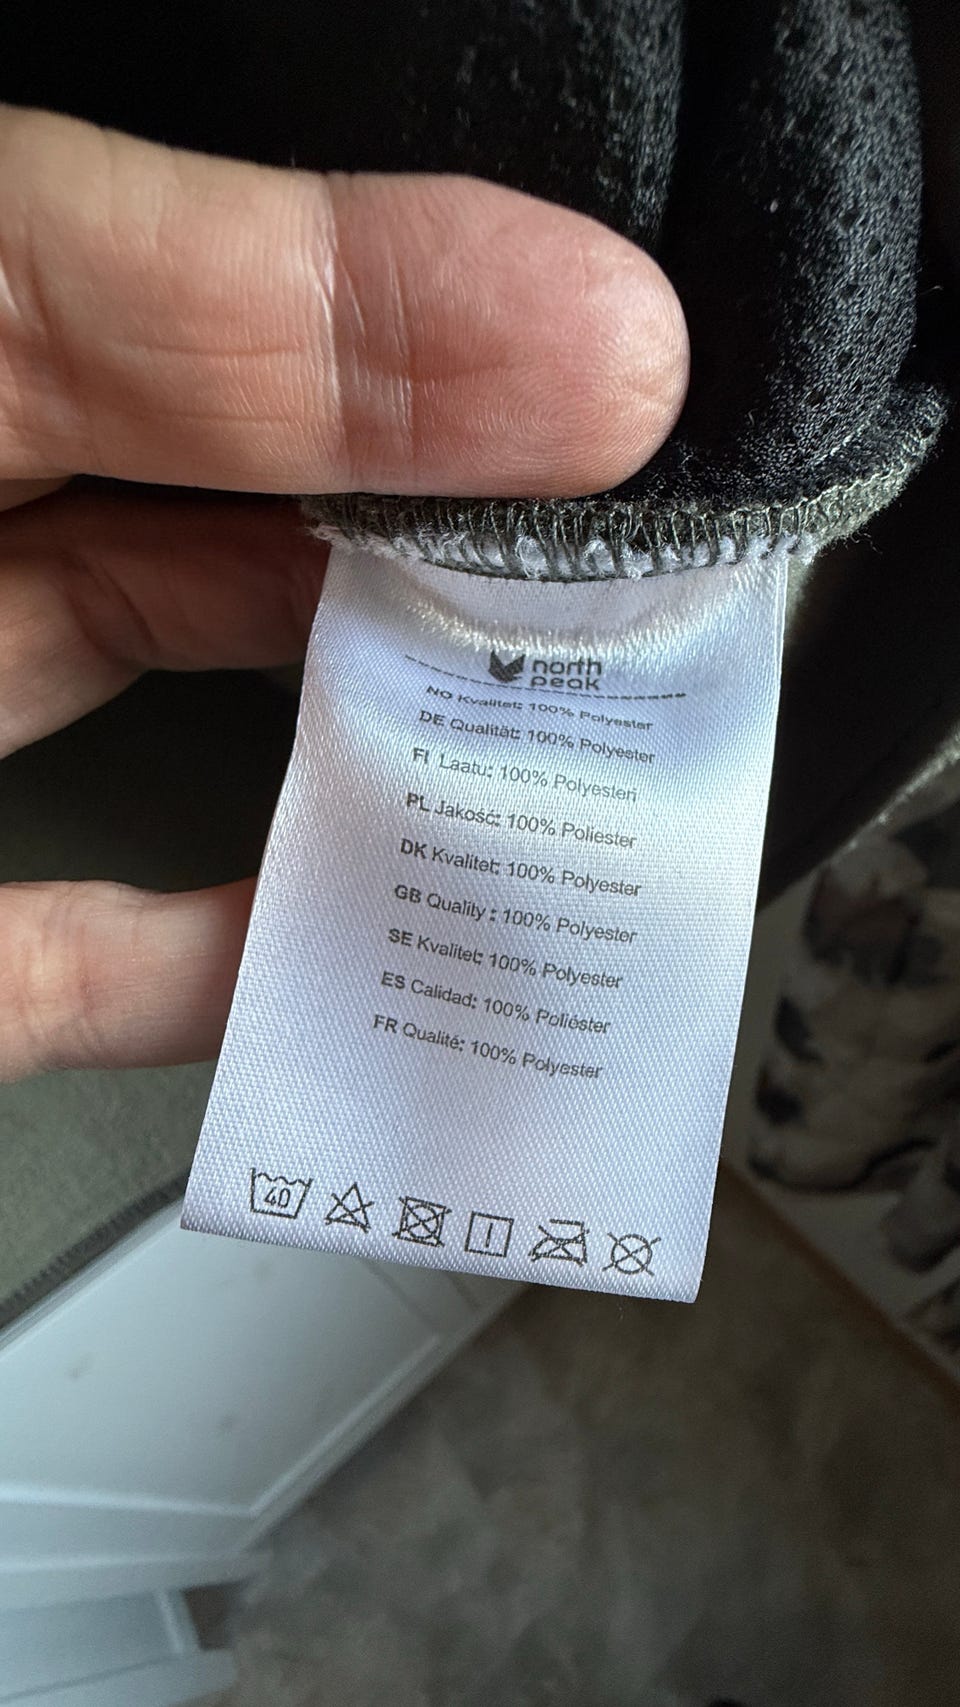 north
peak
NO Kvalitet: 100% Polyester
DE Qualität: 100% Polyester
FI Laatu: 100% Polyesteri
PL Jakość: 100% Poliester
DK Kvalitet: 100% Polyester
GB Quality : 100% Polyester
SE Kvalitet: 100% Polyester
ES Calidad: 100% Poliéster
FR Qualité: 100% Polyester
40